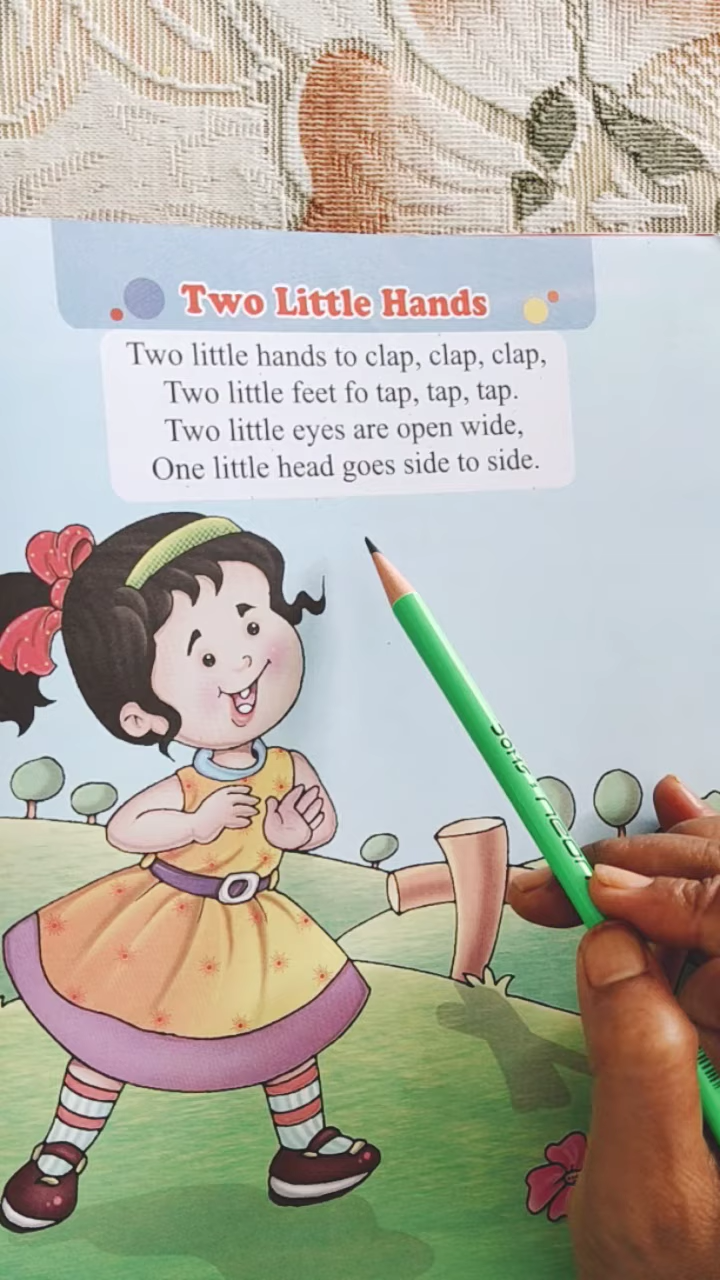 Two Little Hands
Two little hands to clap, clap, clap,
Two little feet fo tap, tap, tap.
Two little eyes are open wide,
One little head goes side to side.